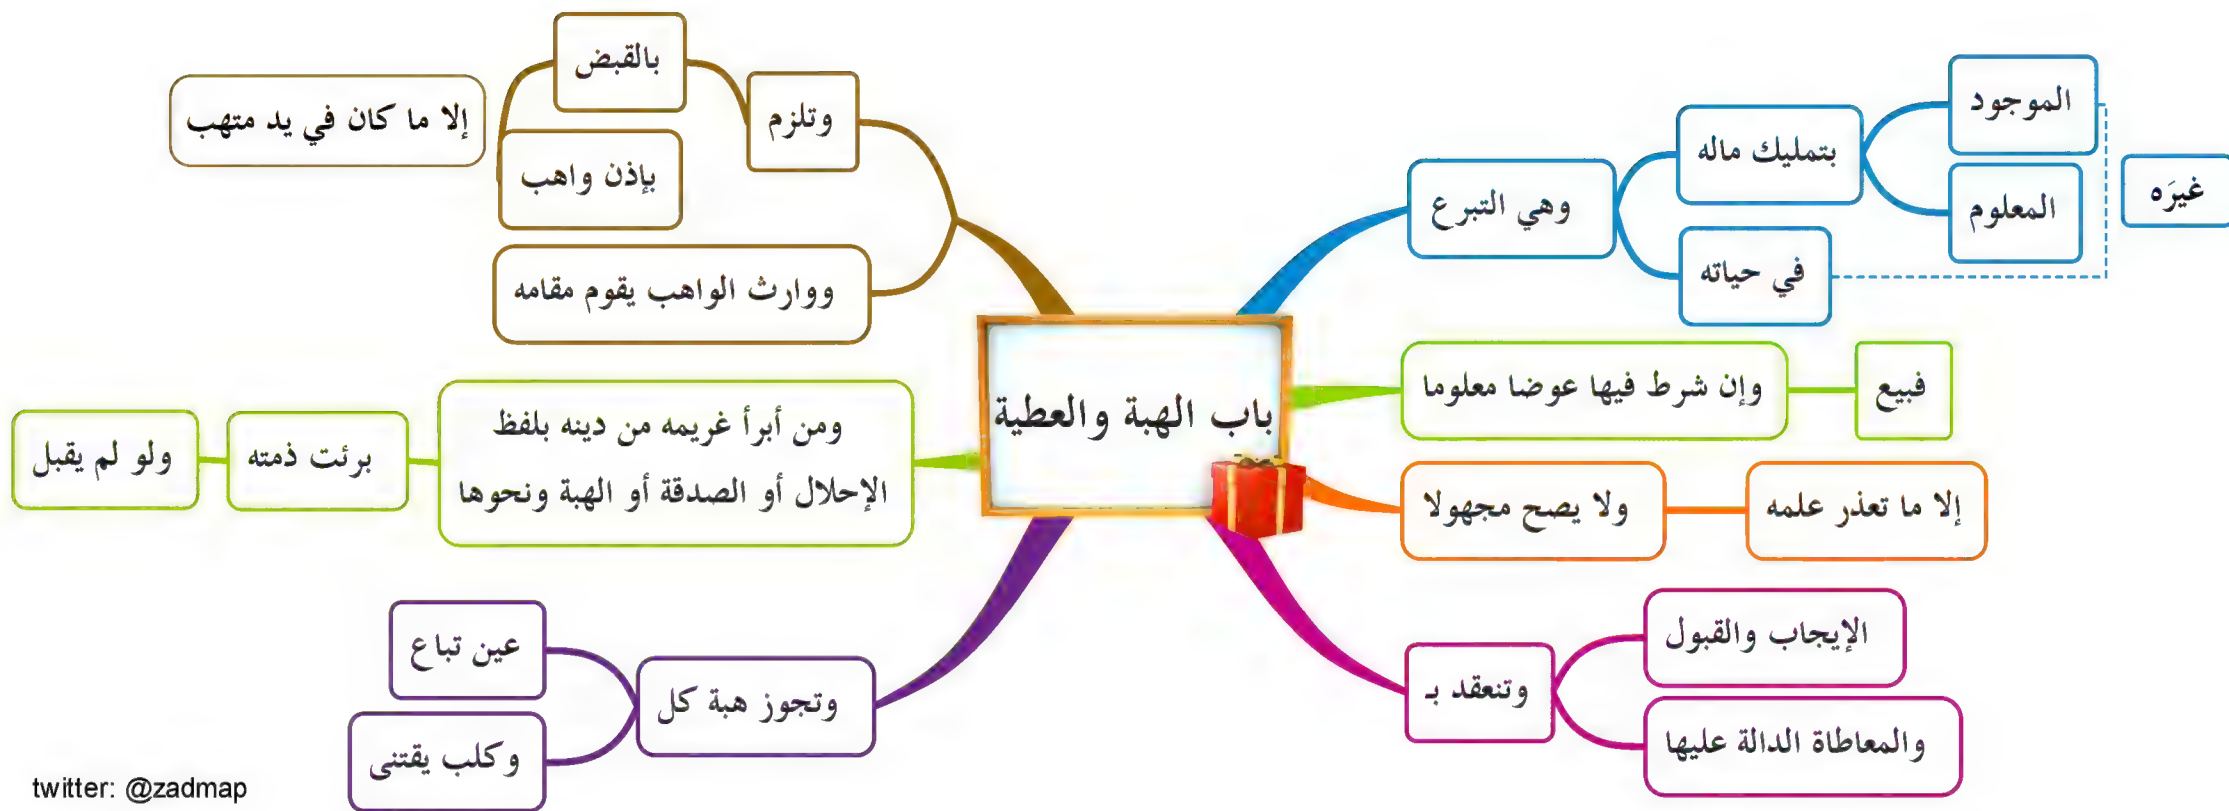 باب الهبة والعطية
وهي التبرع
بتمليك ماله
الموجود
المعلوم
في حياته
غيرَه
وإن شرط فيها عوضا معلوما
فبيع
ولا يصح مجهولا
إلا ما تعذر علمه
وتنعقد بـ
الإيجاب والقبول
والمعاطاة الدالة عليها
وتلزم
بالقبض
بإذن واهب
إلا ما كان في يد متهب
ووارث الواهب يقوم مقامه
ومن أبرأ غريمه من دينه بلفظ
الإحلال أو الصدقة أو الهبة ونحوها
برئت ذمته
ولو لم يقبل
وتجوز هبة كل
عين تباع
وكلب يقتنى
twitter: @zadmap